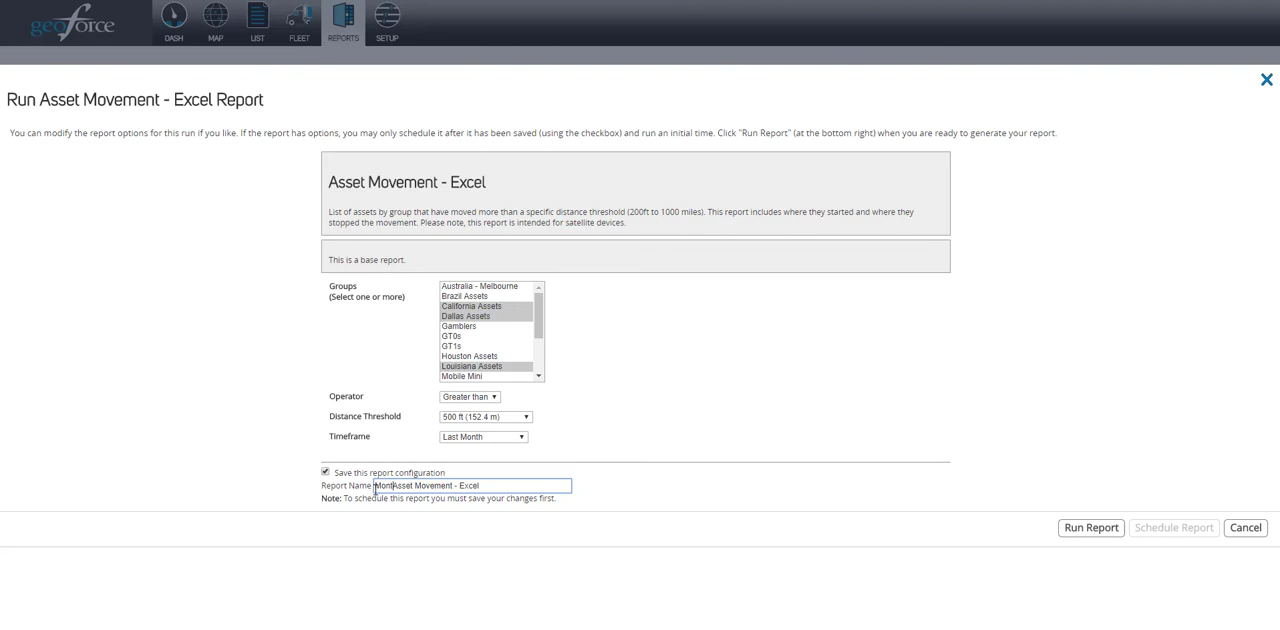 geoforce
DASH MAP LIST FLEET REPORTS SETUP
Run Asset Movement - Excel Report
You can modify the report options for this run if you like. If the report has options, you may only schedule it after it has been saved (using the checkbox) and run an initial time. Click "Run Report" (at the bottom right) when you are ready to generate your report.
Asset Movement - Excel
List of assets by group that have moved more than a specific distance threshold (200ft to 1000 miles). This report includes where they started and where they
stopped the movement. Please note, this report is intended for satellite devices.
This is a base report.
Groups
(Select one or more)
Australia - Melbourne
Brazil Assets
California Assets
Dallas Assets
Gamblers
GT0s
GT1s
Houston Assets
Louisiana Assets
Mobile Mini
Operator Greater than
Distance Threshold 500 ft (152.4 m)
Timeframe Last Month
Save this report configuration
Report Name MontAsset Movement - Excel
Note: To schedule this report you must save your changes first.
Run Report Schedule Report Cancel